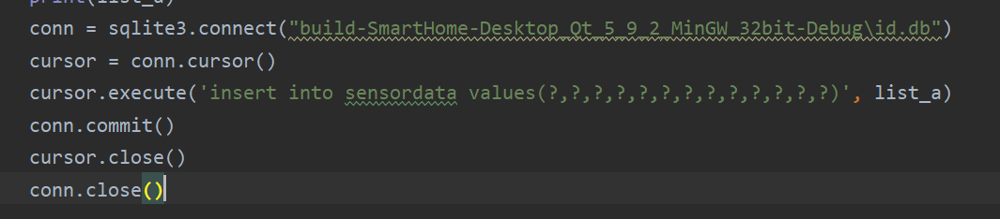 print(list_a)
conn = sqlite3.connect("build-SmartHome-Desktop_Qt_5_9_2_MinGW_32bit-Debug\id.db")
cursor = conn.cursor()
cursor.execute('insert into sensordata values(?,?,?,?,?,?,?,?,?,?,?,?,?)', list_a)
conn.commit()
cursor.close()
conn.close()